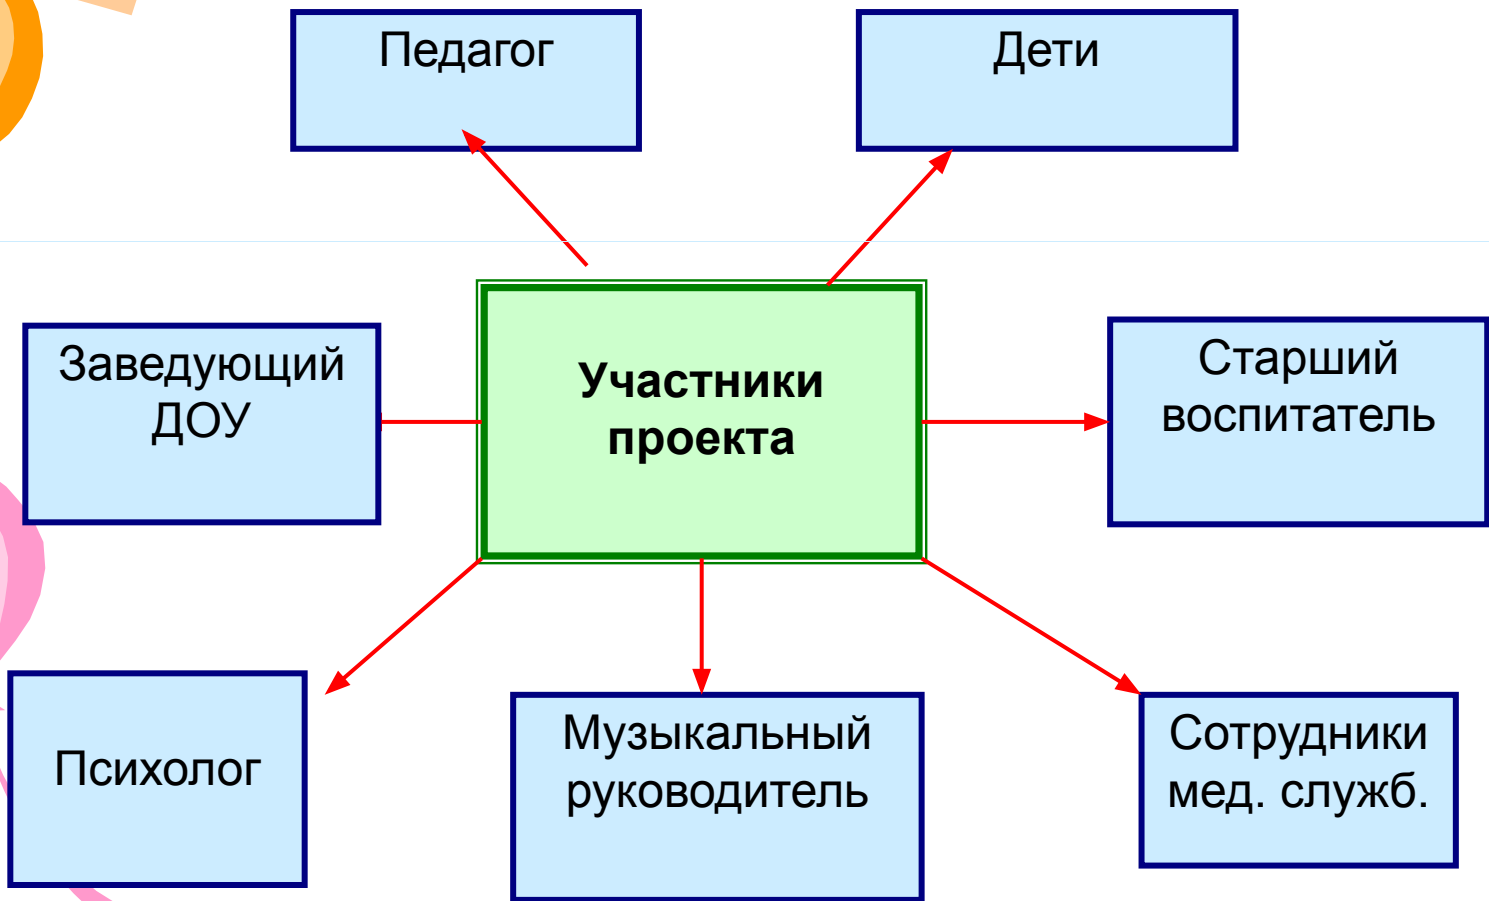 Педагог
Дети
Заведующий
ДОУ
Участники
проекта
Старший
воспитатель
Психолог
Музыкальный
руководитель
Сотрудники
мед. служб.